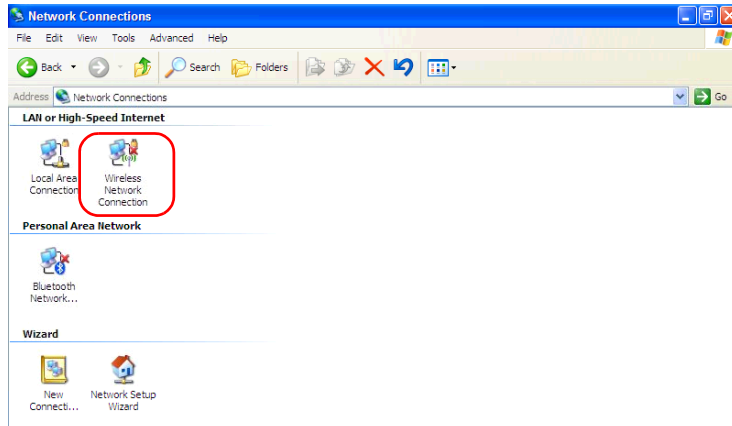 Network Connections
File Edit View Tools Advanced Help
Back Search Folders
Address Network Connections Go
LAN or High-Speed Internet
Local Area Connection
Wireless Network Connection
Personal Area Network
Bluetooth Network...
Wizard
New Connecti...
Network Setup Wizard